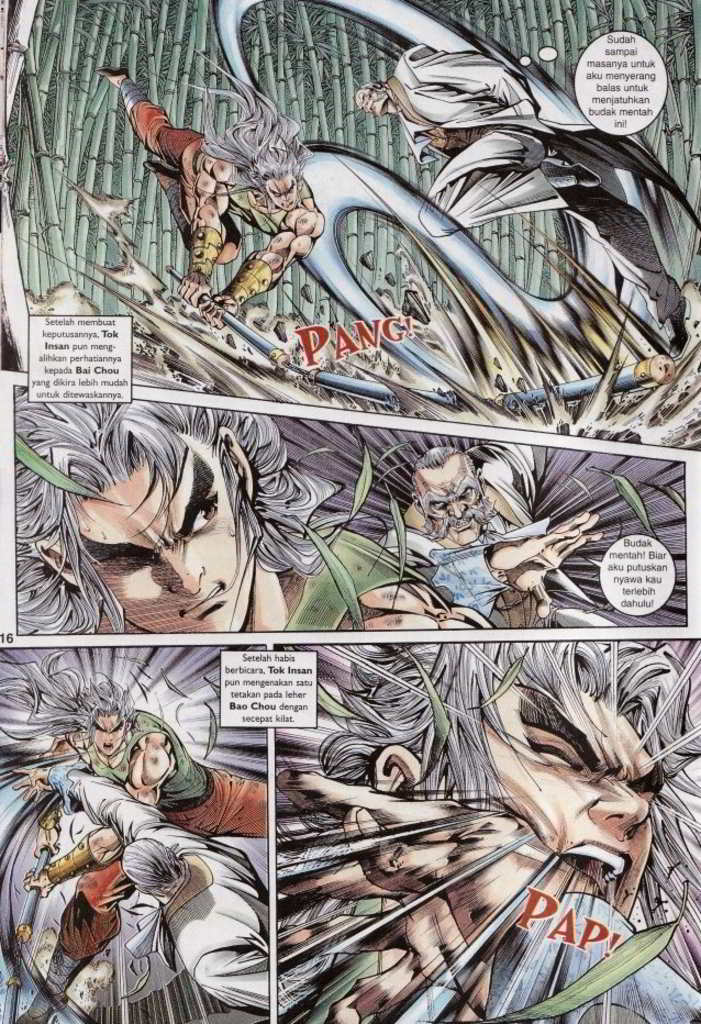 Sudah
sampai
masanya untuk
aku menyerang
balas untuk
menjatuhkan
budak mentah
ini!
PANG!
Setelah membuat
keputusannya, Tok
Insan pun meng-
alihkan perhatiannya
kepada Bai Chou
yang dikira lebih mudah
untuk ditewaskannya.
Budak
mentah! Biar
aku putuskan
nyawa kau
terlebih
dahulu!
16
Setelah habis
berbicara, Tok Insan
pun mengenakan satu
tetakan pada leher
Bao Chou dengan
secepat kilat.
PAP!